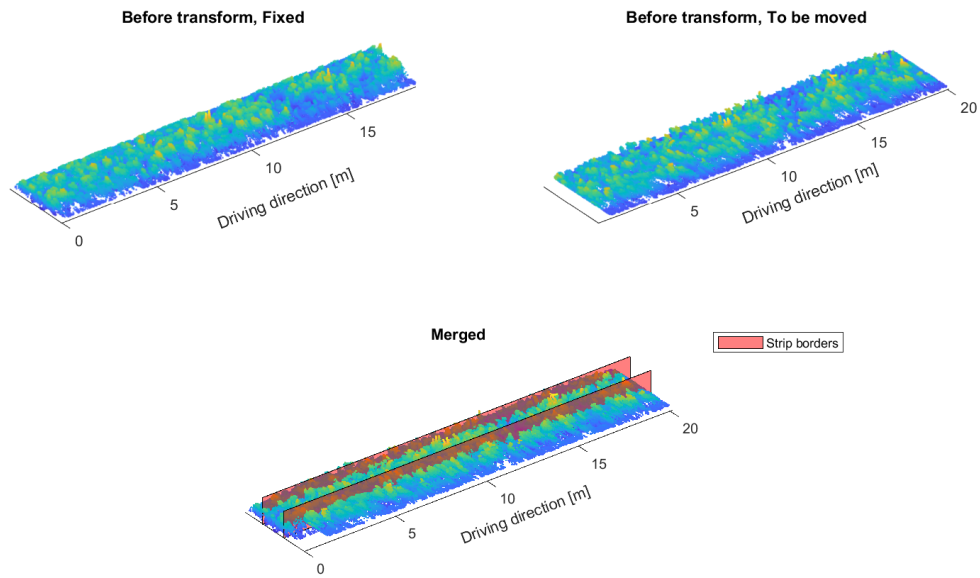 Before transform, Fixed
0
5
10
15
Driving direction [m]
Before transform, To be moved
5
10
15
20
Driving direction [m]
Merged
Strip borders
0
5
10
15
20
Driving direction [m]